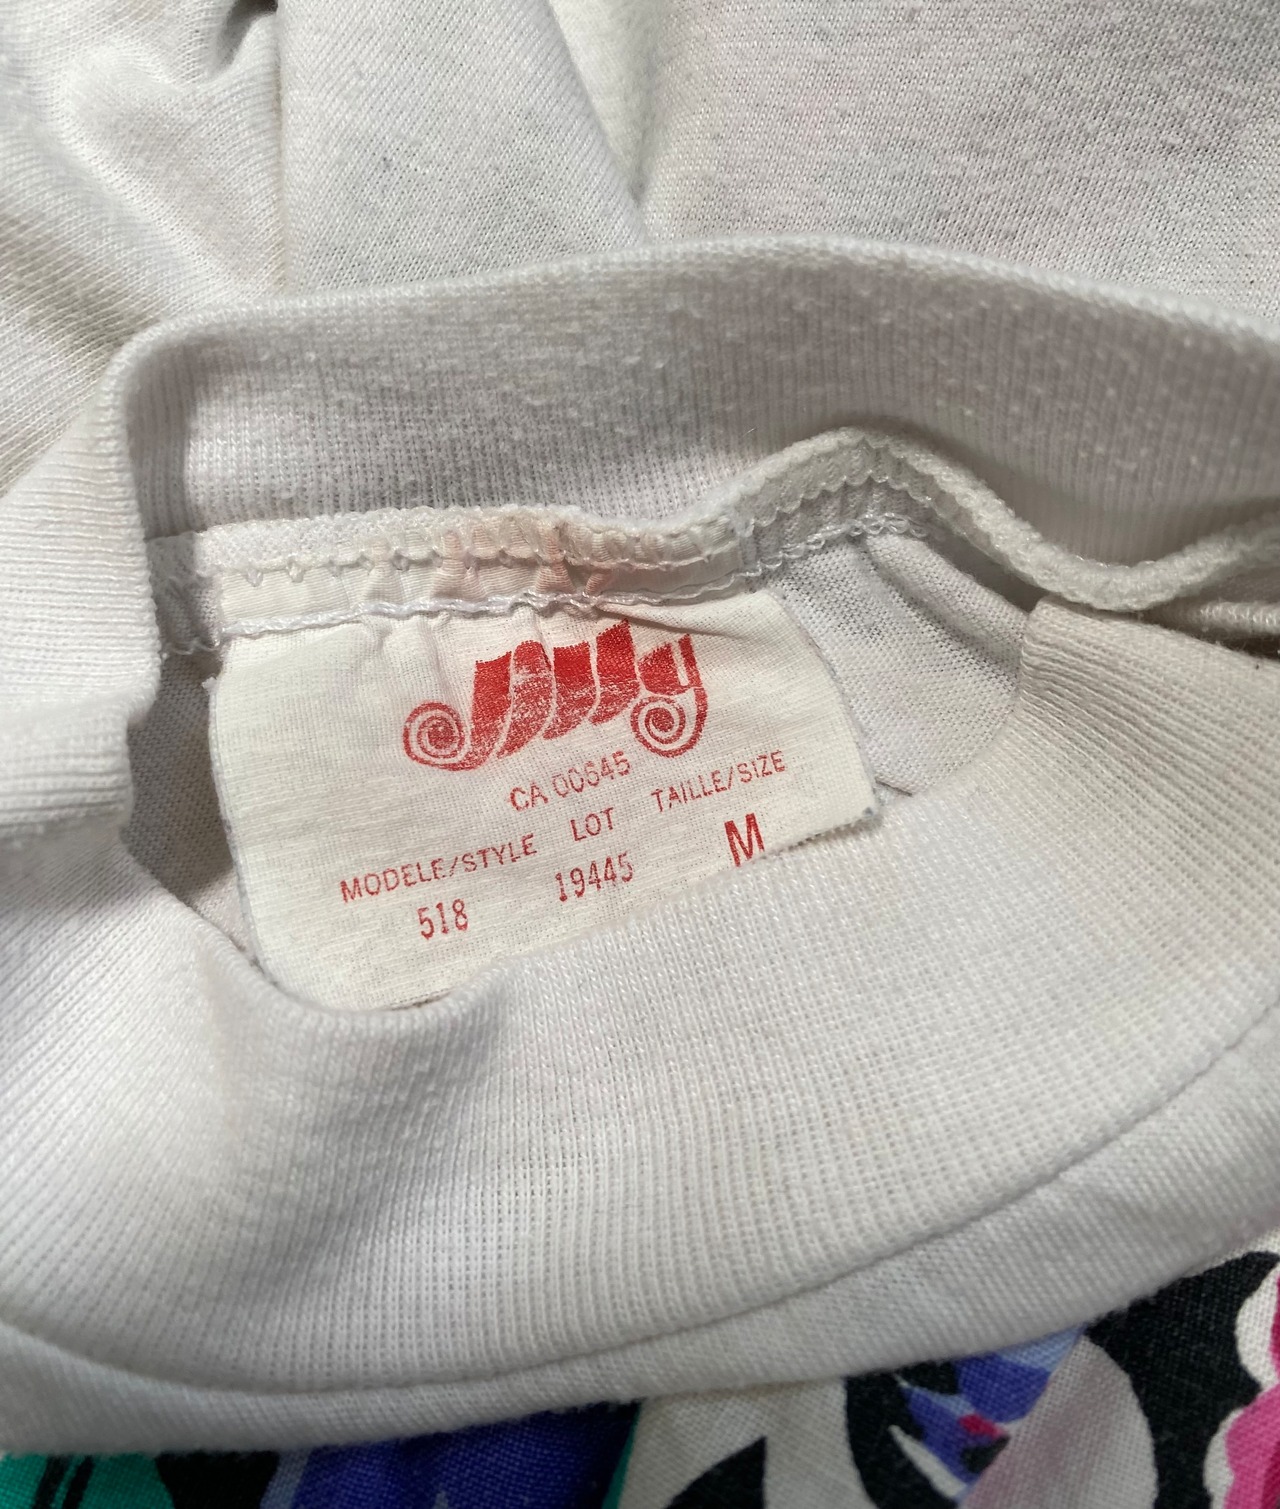 CA 00645
MODELE/STYLE LOT TAILLE/SIZE
518 19445 M